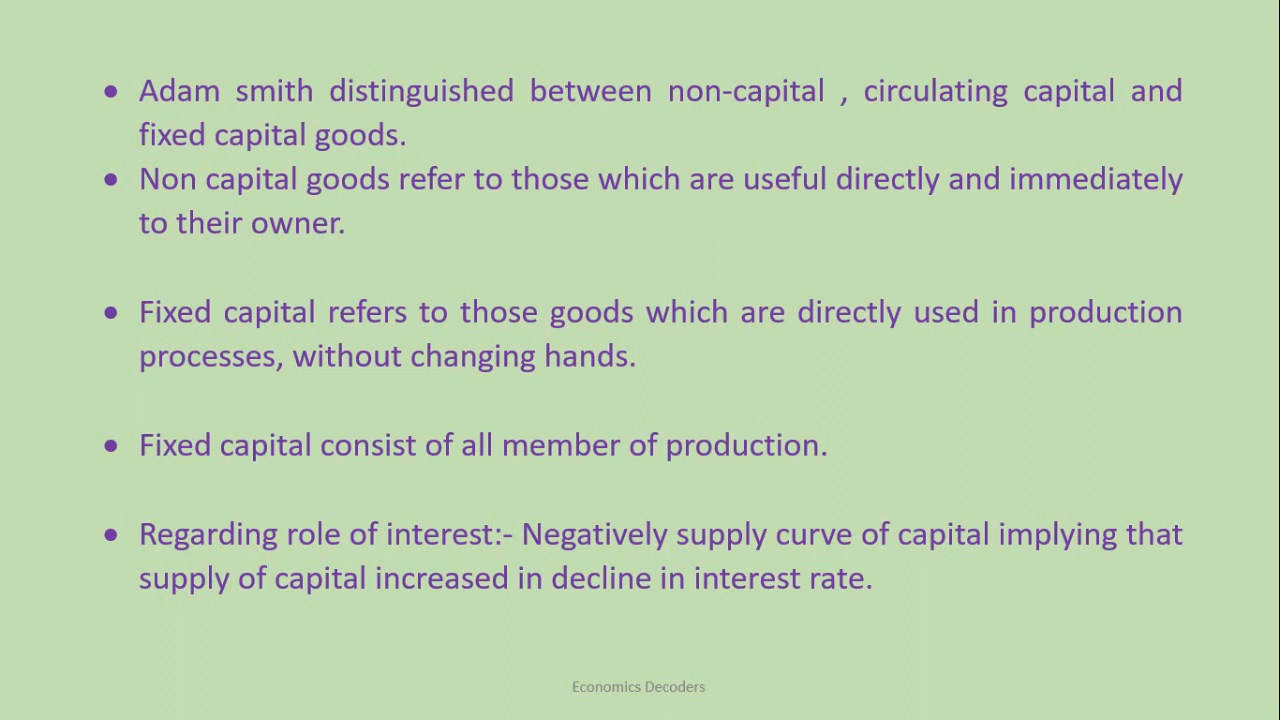 • Adam smith distinguished between non-capital , circulating capital and
fixed capital goods.
• Non capital goods refer to those which are useful directly and immediately
to their owner.
• Fixed capital refers to those goods which are directly used in production
processes, without changing hands.
• Fixed capital consist of all member of production.
• Regarding role of interest:- Negatively supply curve of capital implying that
supply of capital increased in decline in interest rate.
Economics Decoders